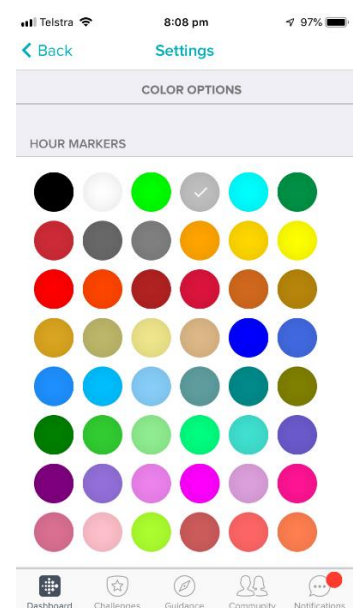 Telstra 8:08 pm 97%
Back Settings
COLOR OPTIONS
HOUR MARKERS
Dashboard Challenges Guidance Community Notifications